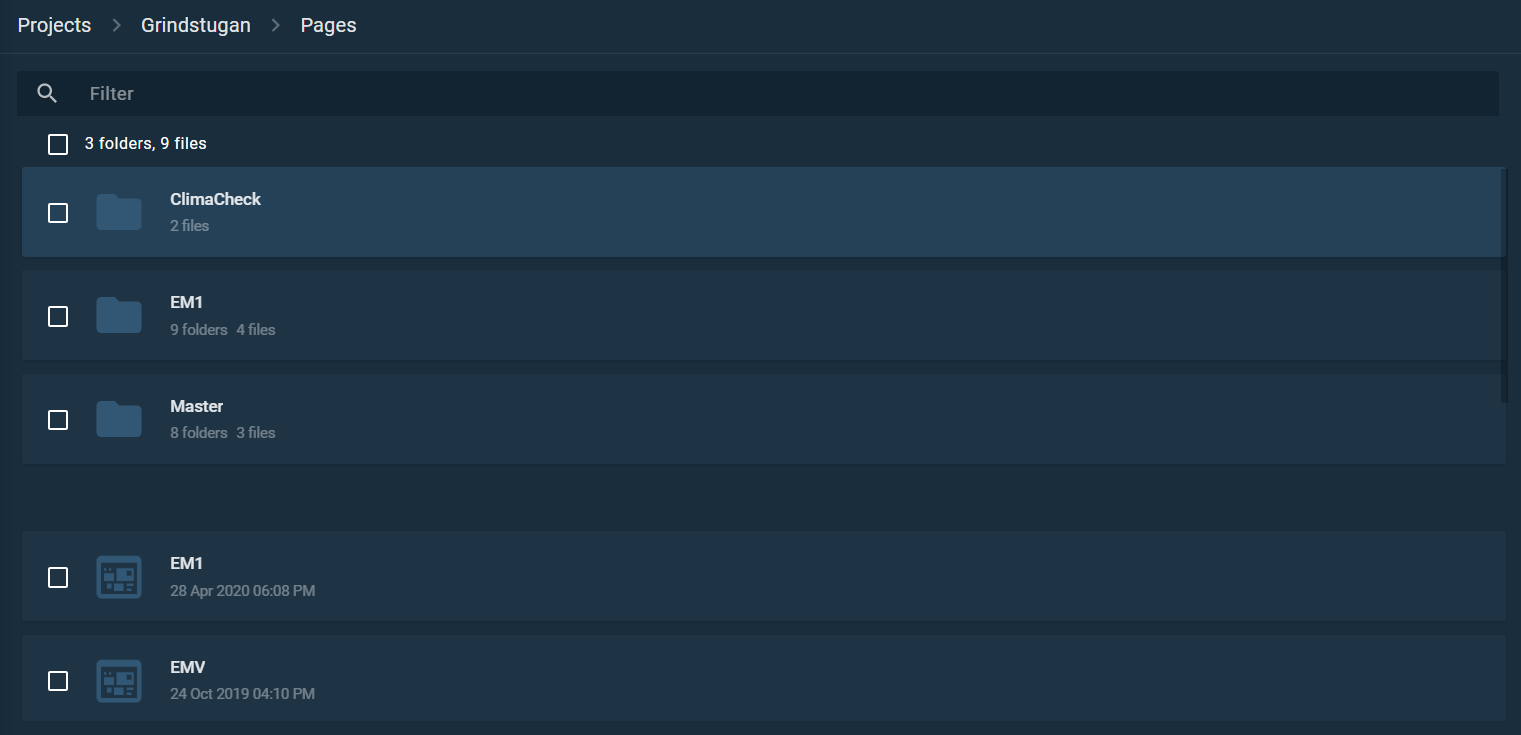 Projects > Grindstugan > Pages
Filter
3 folders, 9 files
ClimaCheck
2 files
EM1
9 folders 4 files
Master
8 folders 3 files
EM1
28 Apr 2020 06:08 PM
EMV
24 Oct 2019 04:10 PM